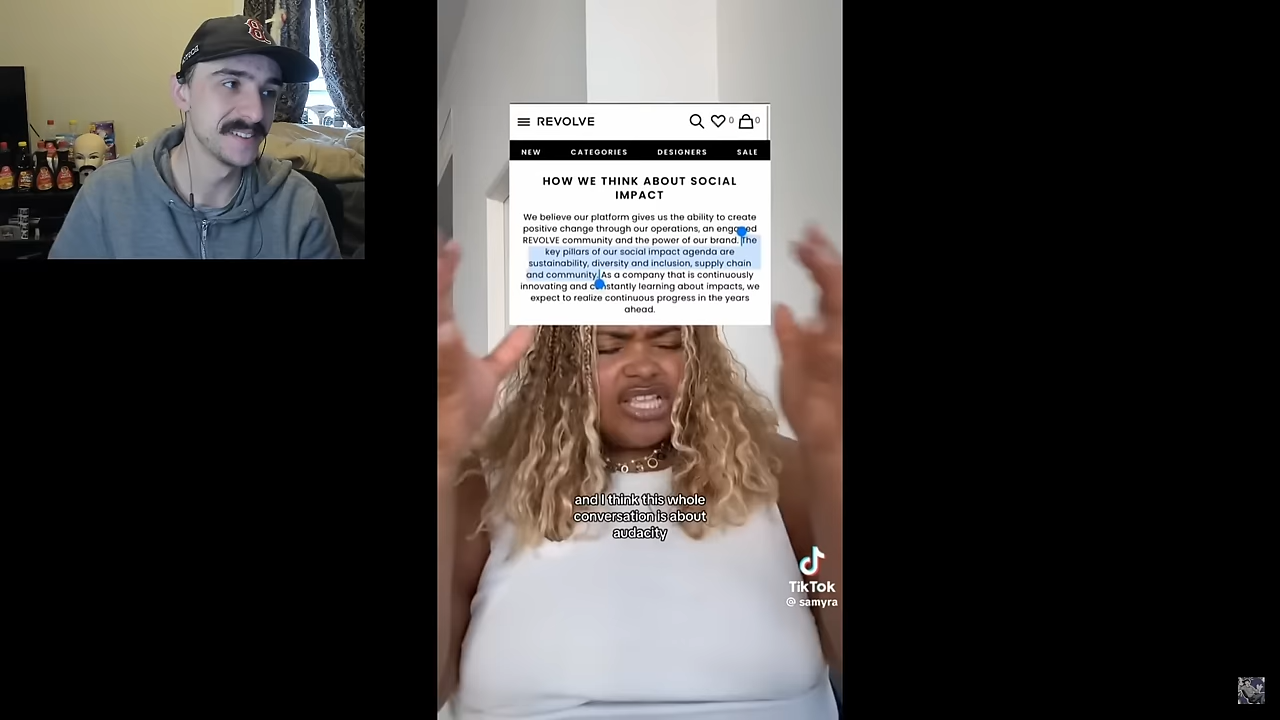 REVOLVE
0
0
NEW CATEGORIES DESIGNERS SALE
HOW WE THINK ABOUT SOCIAL
IMPACT
We believe our platform gives us the ability to create
positive change through our operations, an engaged
REVOLVE community and the power of our brand. The
key pillars of our social impact agenda are
sustainability, diversity and inclusion, supply chain
and community. As a company that is continuously
innovating and constantly learning about impacts, we
expect to realize continuous progress in the years
ahead.
and I think this whole
conversation is about
audacity
TikTok
@ samyra